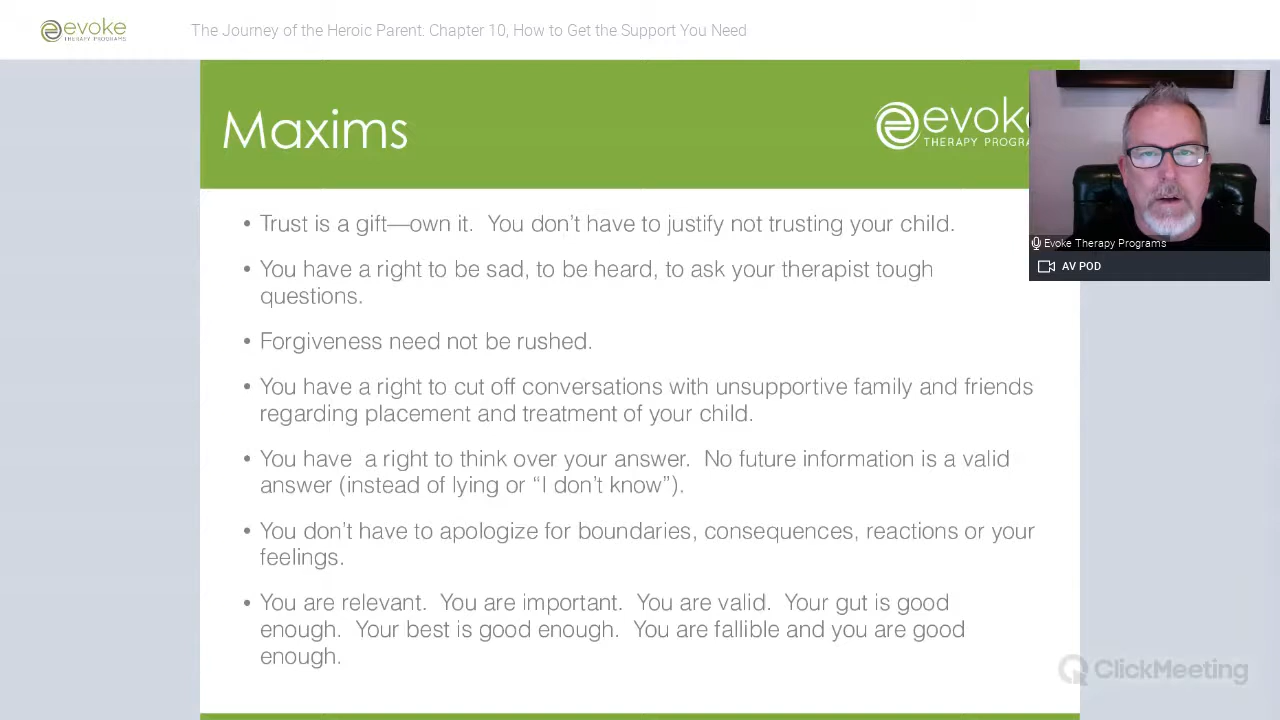 evoke
THERAPY PROGRAMS
The Journey of the Heroic Parent: Chapter 10, How to Get the Support You Need
Maxims
evoke
THERAPY PROGRA
• Trust is a gift—own it.  You don't have to justify not trusting your child.
• You have a right to be sad, to be heard, to ask your therapist tough
questions.
• Forgiveness need not be rushed.
• You have a right to cut off conversations with unsupportive family and friends
regarding placement and treatment of your child.
• You have  a right to think over your answer.  No future information is a valid
answer (instead of lying or “I don't know”).
• You don't have to apologize for boundaries, consequences, reactions or your
feelings.
• You are relevant.  You are important.  You are valid.  Your gut is good
enough.  Your best is good enough.  You are fallible and you are good
enough.
Evoke Therapy Programs
AV POD
ClickMeeting